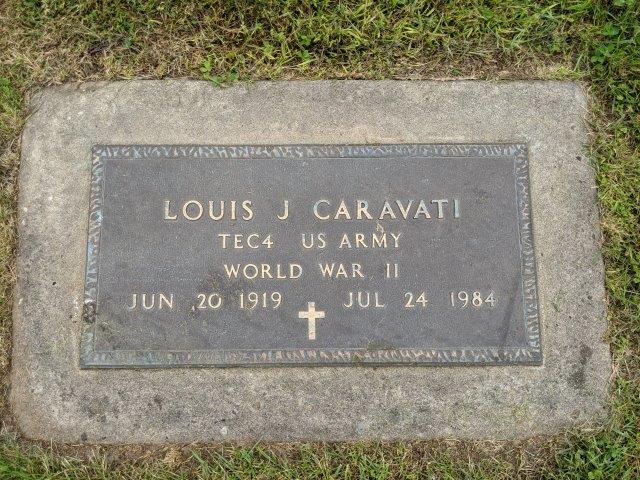 LOUIS J CARAVATI
TEC4 US ARMY
WORLD WAR II
JUN 20 1919 JUL 24 1984